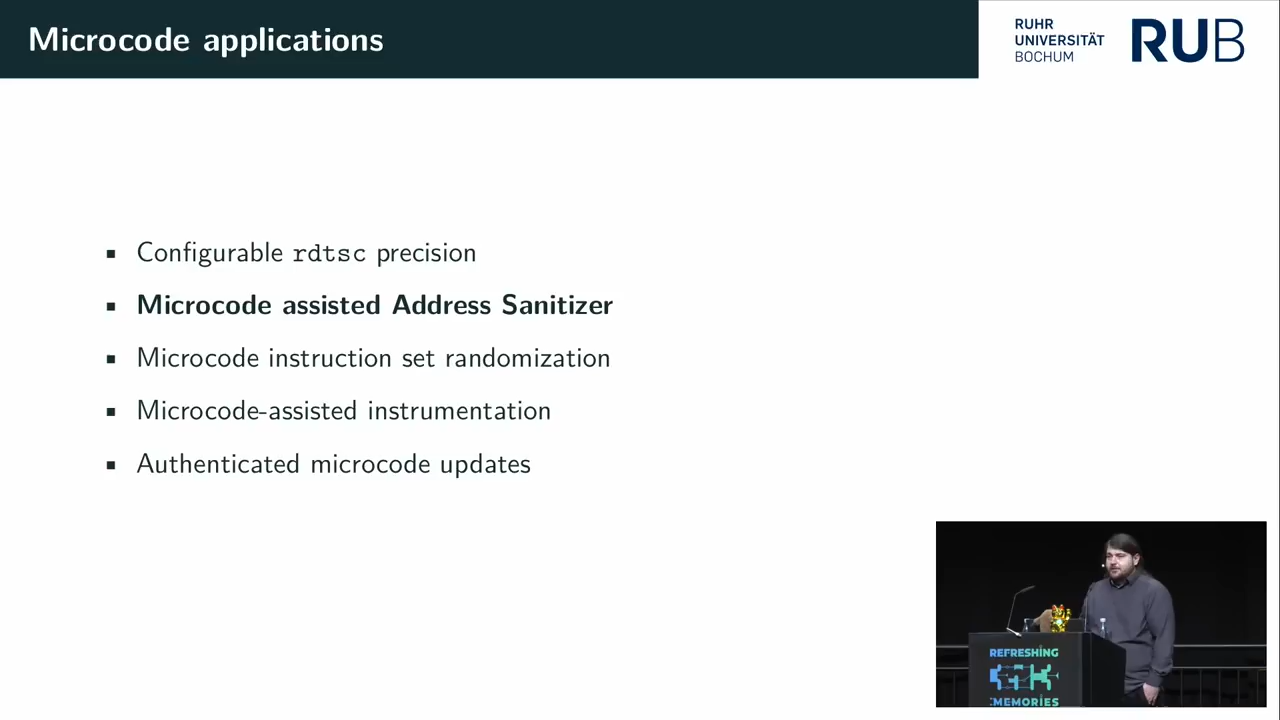 Microcode applications
RUHR
UNIVERSITÄT
BOCHUM
RUB
Configurable rdtsc precision
Microcode assisted Address Sanitizer
Microcode instruction set randomization
Microcode-assisted instrumentation
Authenticated microcode updates
REFRESHING
MEMORIES